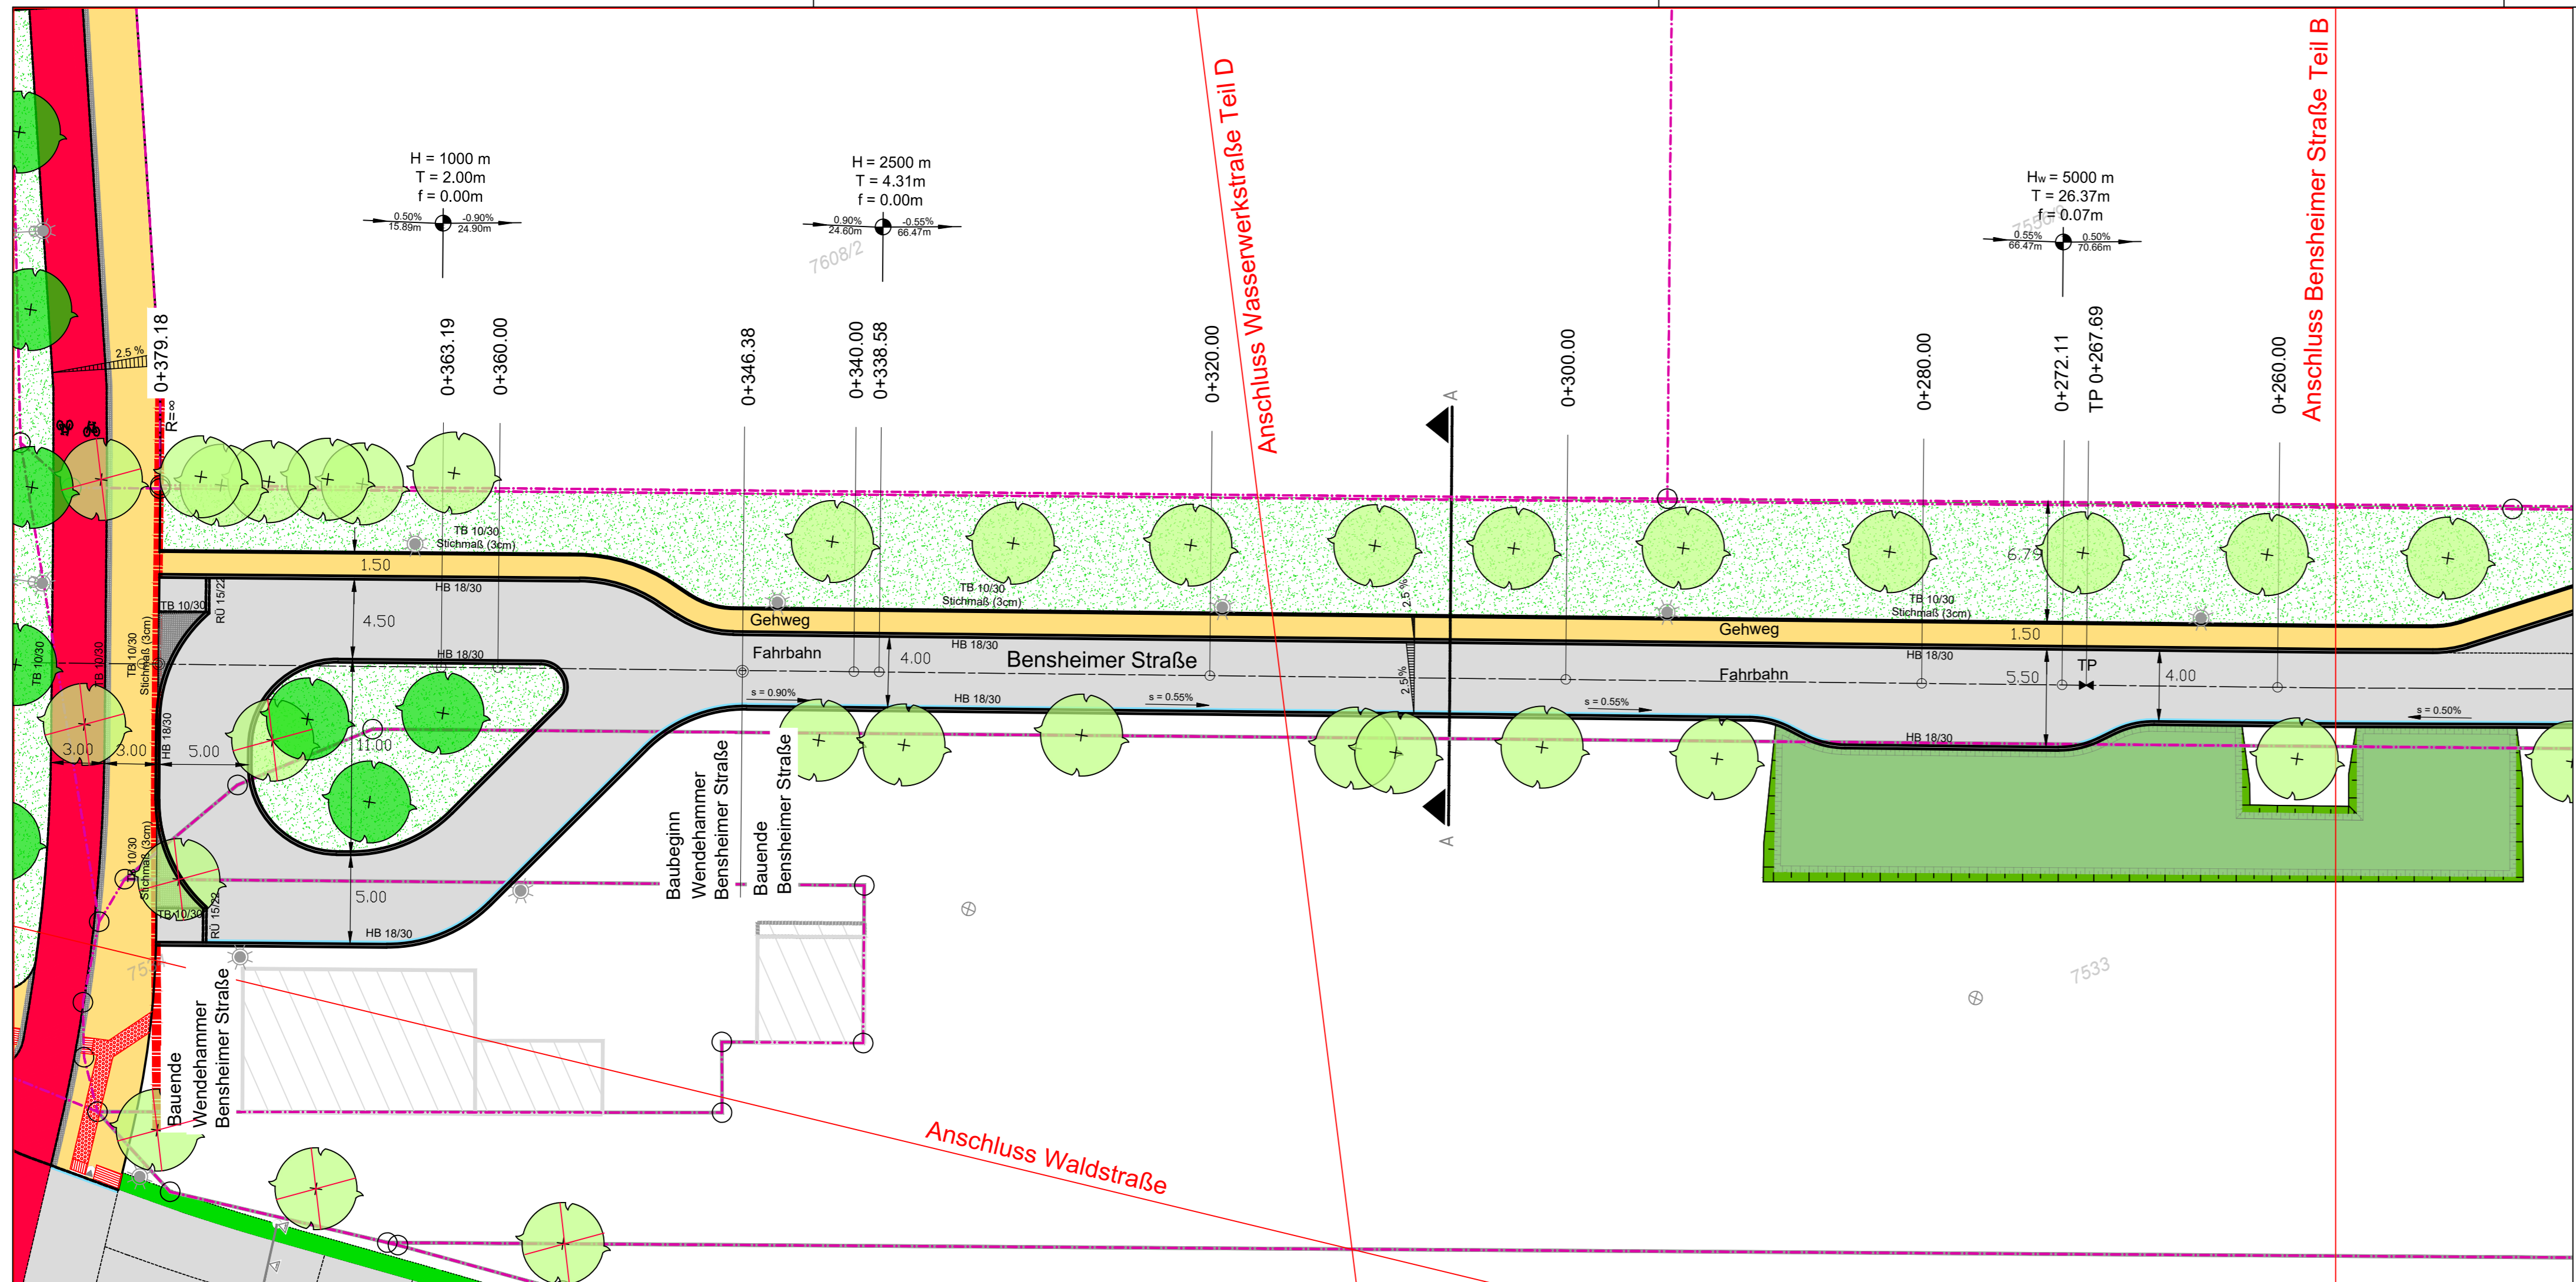 H = 1000 m
T = 2.00m
f = 0.00m
0.50% -0.90%
15.89m 24.90m
H = 2500 m
T = 4.31m
f = 0.00m
0.90% -0.55%
24.60m 66.47m
7608/2
Hw = 5000 m
T = 26.37m
f = 0.07m
0.55% 0.50%
66.47m 70.66m
Anschluss Wasserwerkstraße Teil D
Anschluss Bensheimer Straße Teil B
2.5 %
0+379.18
R=∞
0+363.19
0+360.00
0+346.38
0+340.00
0+338.58
0+320.00
0+300.00
0+280.00
0+272.11
TP 0+267.69
0+260.00
A
TB 10/30
Stichmaß (3cm)
1.50
HB 18/30
TB 10/30
RÜ 15/22
4.50
HB 18/30
TB 10/30
Stichmaß (3cm)
2.5 %
6.79
TB 10/30
Stichmaß (3cm)
Gehweg
Gehweg
1.50
Fahrbahn
4.00
HB 18/30
Bensheimer Straße
HB 18/30
TP
Fahrbahn
5.50
4.00
2.5 %
s = 0.90%
HB 18/30
s = 0.55%
s = 0.55%
s = 0.50%
HB 18/30
TB 10/30
TB 10/30
TB 10/30
Stichmaß (3cm)
HB 18/30
3.00
3.00
5.00
11.00
5.00
HB 18/30
TB 10/30
Stichmaß (3cm)
TB 10/30
RÜ 15/22
Baubeginn
Wendehammer
Bensheimer Straße
Bauende
Bensheimer Straße
A
7533
Bauende
Wendehammer
Bensheimer Straße
Anschluss Waldstraße